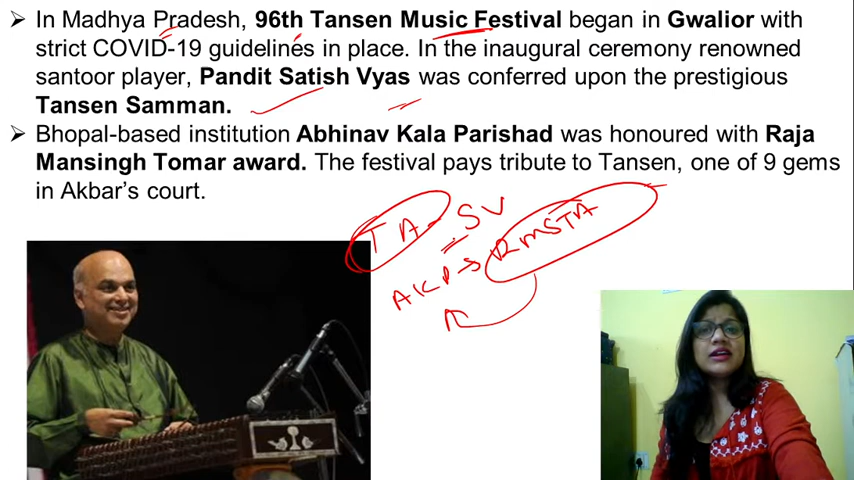 ➢ In Madhya Pradesh, 96th Tansen Music Festival began in Gwalior with
strict COVID-19 guidelines in place. In the inaugural ceremony renowned
santoor player, Pandit Satish Vyas was conferred upon the prestigious
Tansen Samman.
➢ Bhopal-based institution Abhinav Kala Parishad was honoured with Raja
Mansingh Tomar award. The festival pays tribute to Tansen, one of 9 gems
in Akbar's court.
TA - SV
AKP → RMSTA